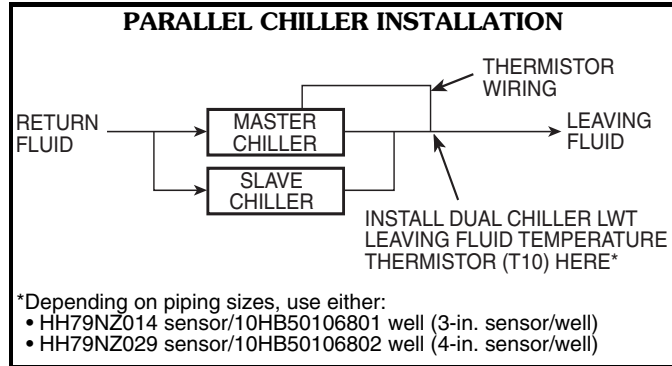 PARALLEL CHILLER INSTALLATION
THERMISTOR
WIRING
RETURN
FLUID
MASTER
CHILLER
LEAVING
FLUID
SLAVE
CHILLER
INSTALL DUAL CHILLER LWT
LEAVING FLUID TEMPERATURE
THERMISTOR (T10) HERE*
*Depending on piping sizes, use either:
• HH79NZ014 sensor/10HB50106801 well (3-in. sensor/well)
• HH79NZ029 sensor/10HB50106802 well (4-in. sensor/well)